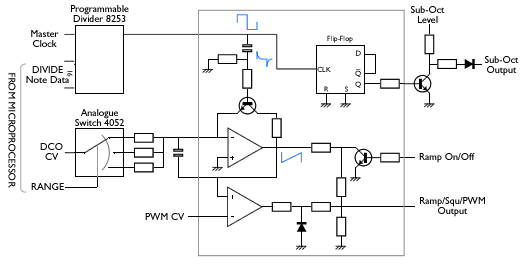 Programmable
Divider 8253
Master
Clock
DIVIDE
Note Data
16
FROM MICROPROCESSOR
Analogue
Switch 4052
DCO
CV
RANGE
PWM CV
Flip-Flop
D
CLK
Q
Q
R
S
Sub-Oct
Level
Sub-Oct
Output
Ramp On/Off
Ramp/Squ/PWM
Output
-
+
-
+